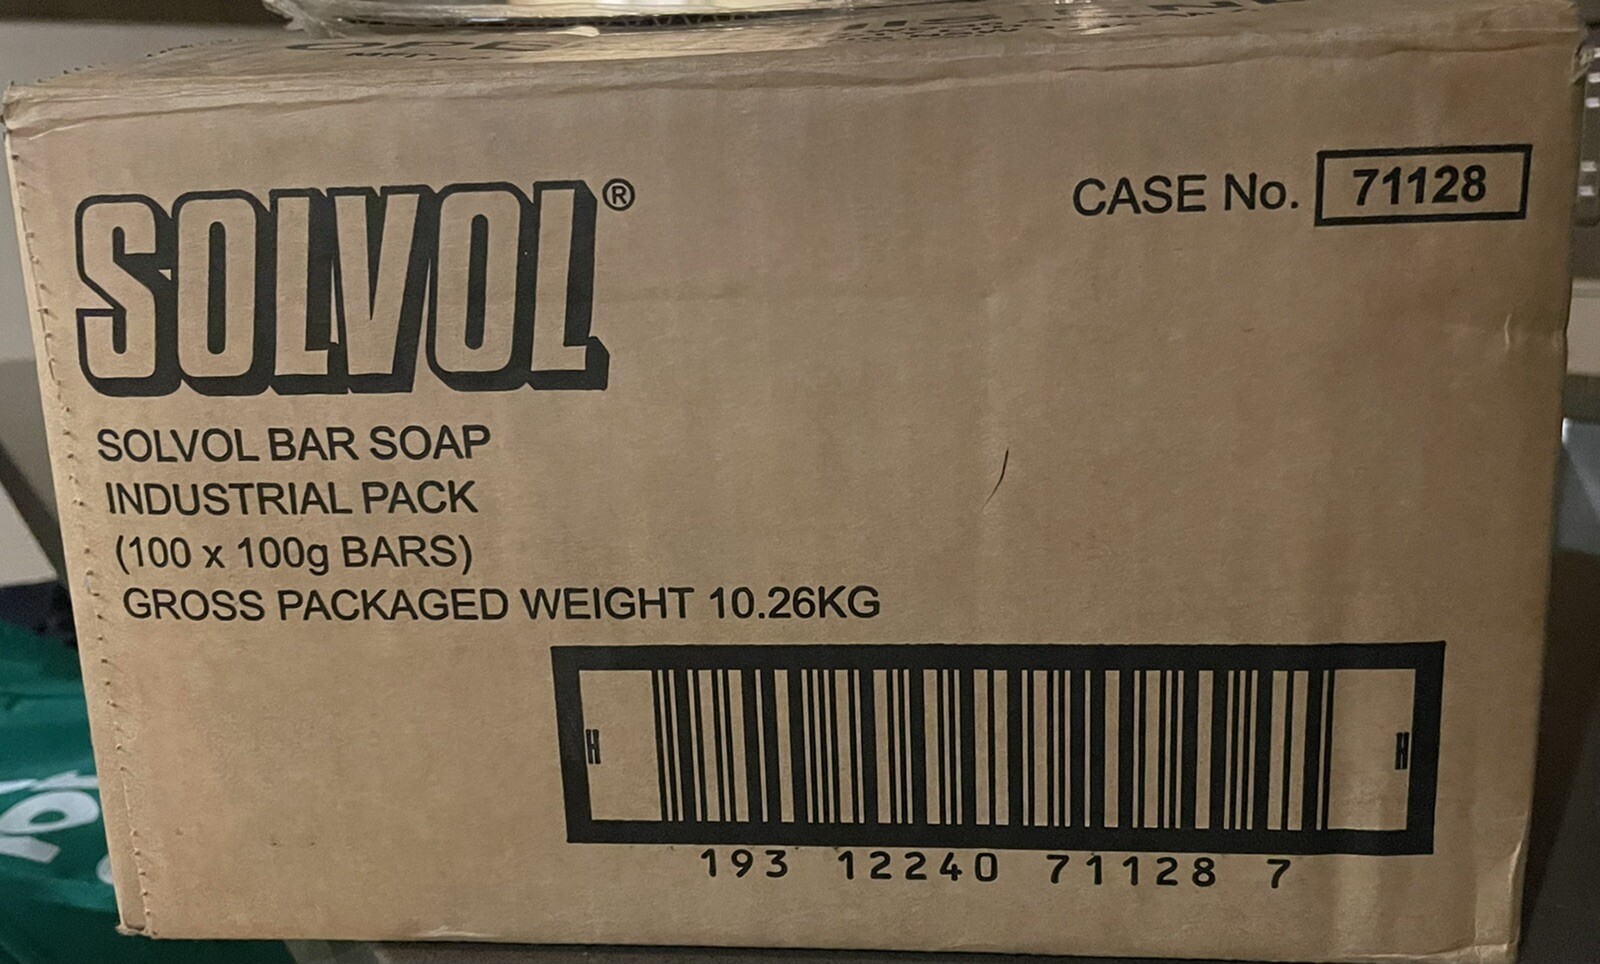 SOLVOL®
CASE No. 71128
SOLVOL BAR SOAP
INDUSTRIAL PACK
(100 x 100g BARS)
GROSS PACKAGED WEIGHT 10.26KG
H H
193 12240 71128 7